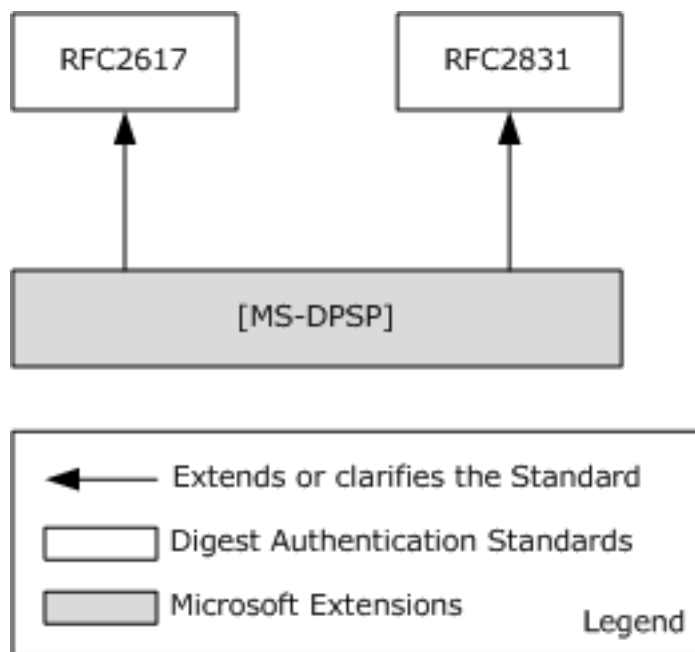 RFC2617
RFC2831
[MS-DPSP]
Extends or clarifies the Standard
Digest Authentication Standards
Microsoft Extensions
Legend